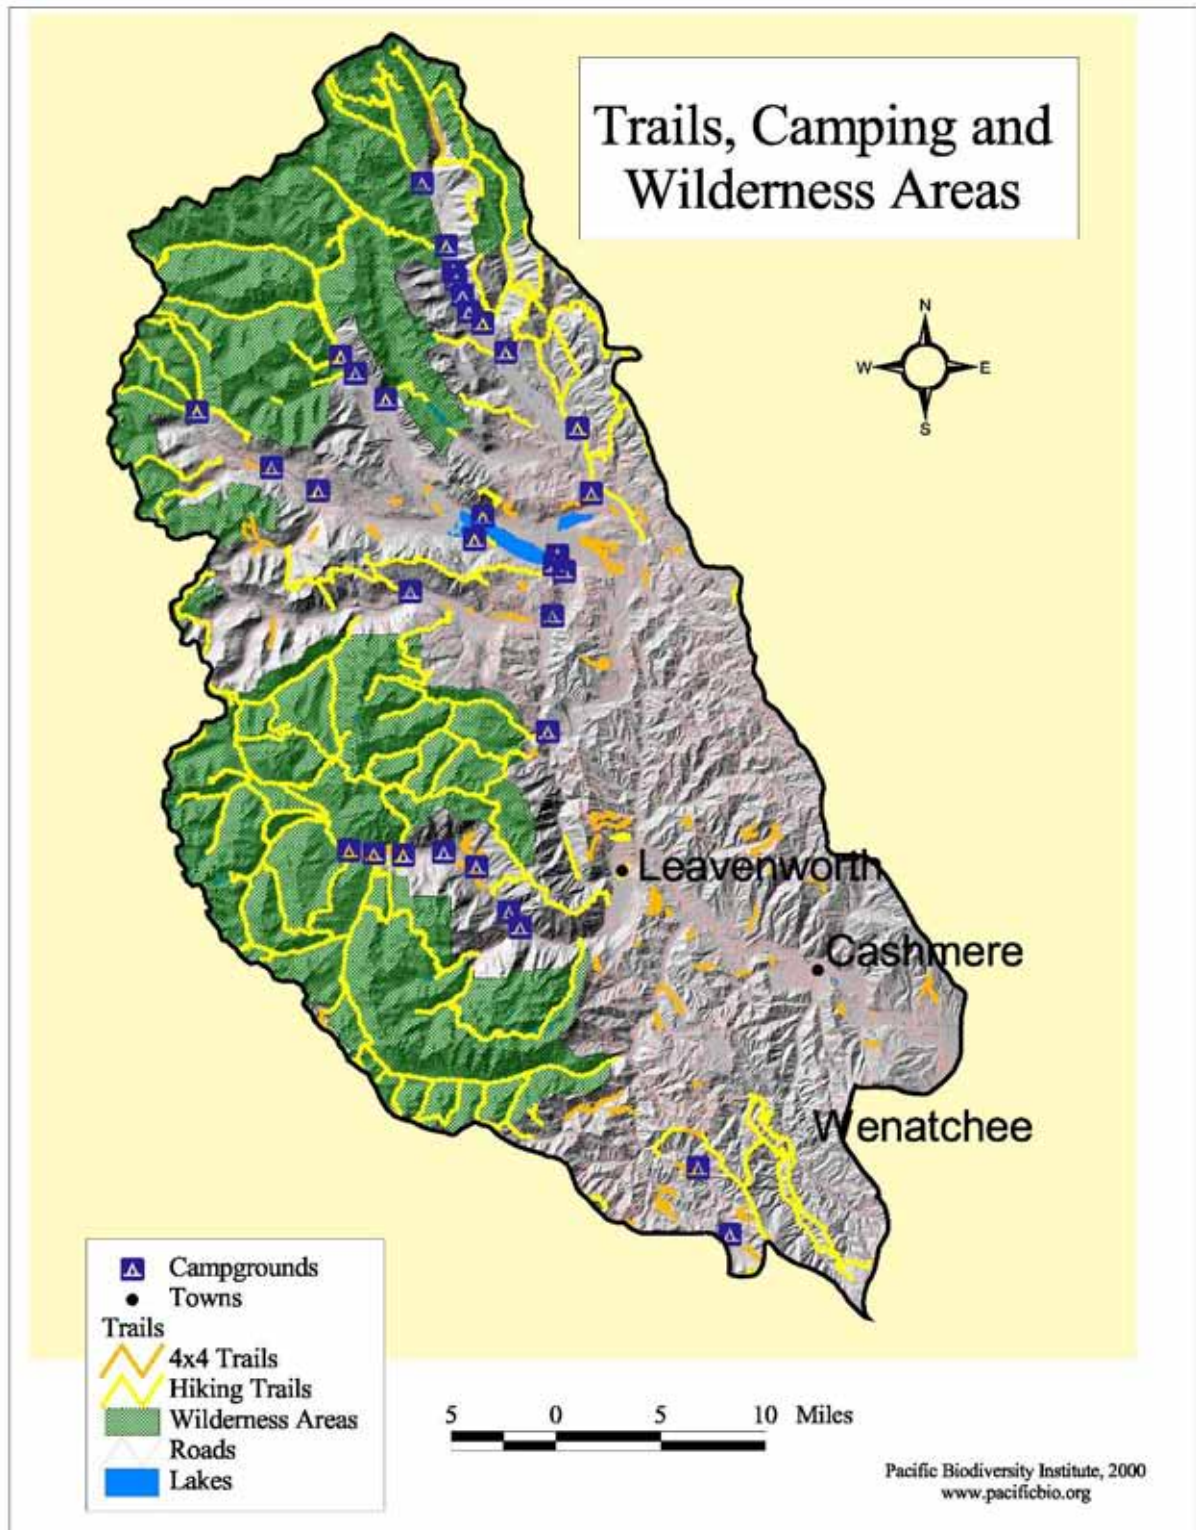 Trails, Camping and
Wilderness Areas
N
W E
S
Leavenworth
Cashmere
Wenatchee
Campgrounds
Towns
Trails
4x4 Trails
Hiking Trails
Wilderness Areas
Roads
Lakes
5 0 5 10 Miles
Pacific Biodiversity Institute, 2000
www.pacificbio.org